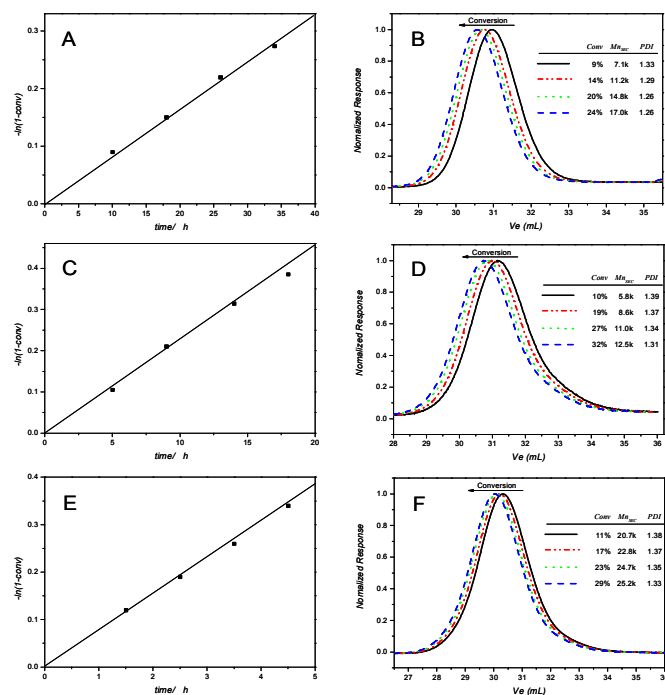 A
-ln(1-conv)
-0.3
-0.2
-0.1
0.0
0 5 10 15 20 25 30 35 40
time/ h
B
Conversion
Nomalized Response
1.0
0.8
0.6
0.4
0.2
0.0
29 30 31 32 33 34 35
Ve (mL)
Conv MnSEC PDI
9% 7.1k 1.33
14% 11.2k 1.29
20% 14.8k 1.26
24% 17.0k 1.26
C
-ln(1-conv)
0.4
0.3
0.2
0.1
0.0
0 5 10 15 20
time/ h
D
Conversion
Nomalized Response
1.0
0.8
0.6
0.4
0.2
0.0
28 29 30 31 32 33 34 35 36
Ve (mL)
Conv MnSEC PDI
10% 5.8k 1.39
19% 8.6k 1.37
27% 11.0k 1.34
32% 12.5k 1.31
E
-ln(1-conv)
0.4
0.3
0.2
0.1
0.0
0 1 2 3 4 5
time/ h
F
Conversion
Nomalized Response
1.0
0.8
0.6
0.4
0.2
0.0
27 28 29 30 31 32 33 34 35
Ve (mL)
Conv MnSEC PDI
11% 20.7k 1.38
17% 22.8k 1.37
23% 24.7k 1.35
29% 25.2k 1.33